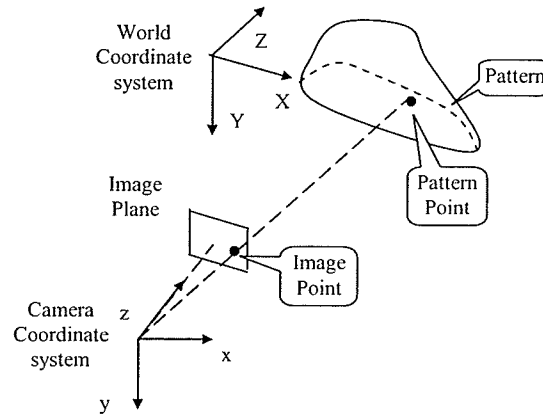 World
Coordinate
system
Z
X
Y
Pattern
Pattern
Point
Image
Plane
Image
Point
Camera
Coordinate
system
z
x
y